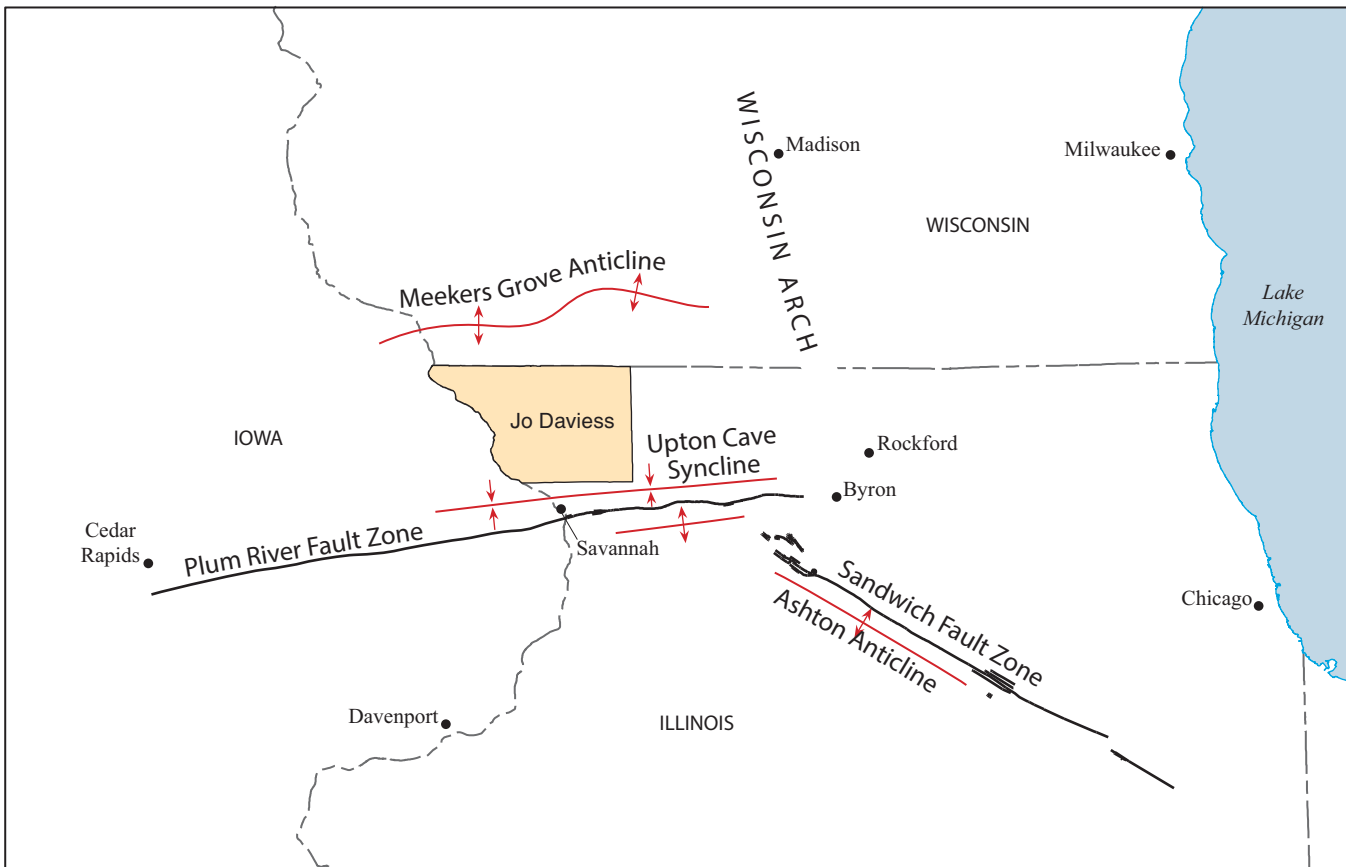 WISCONSIN ARCH
Madison
Milwaukee
WISCONSIN
Meekers Grove Anticline
Lake
Michigan
Jo Daviess
IOWA
Upton Cave
Syncline
Rockford
Byron
Cedar
Rapids
Plum River Fault Zone
Savannah
Sandwich Fault Zone
Ashton Anticline
Chicago
Davenport
ILLINOIS